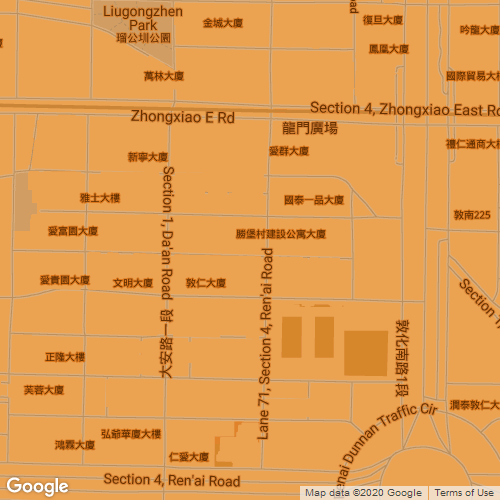 Liugongzhen
Park
瑠公圳公園
金城大廈
復旦大廈
吟龍大廈
Road
鳳凰大廈
萬林大廈
國際貿易大樓
Section 4, Zhongxiao East Ro
Zhongxiao E Rd
龍門廣場
新寧大廈
愛群大廈
禮仁通商大樓
雅士大樓
國泰一品大廈
敦南225
愛富園大廈
勝堡村建設公寓大廈
Section 1, Da'an Road
大安路一段
愛貴園大廈
文明大廈
敦仁大廈
Lane 71, Section 4, Ren'ai Road
敦化南路1段
正隆大樓
芙蓉大廈
潤泰敦仁大
弘爺華廈大樓
鴻霖大廈
仁愛大廈
enai Dunnan Traffic Cir
Section 4, Ren'ai Road
Google
Map data ©2020 Google
Terms of Use